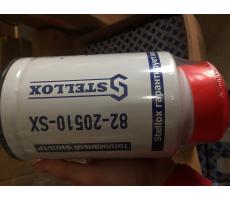 STELLOX
82-20510-SX
ТОПЛИВНЫЙ ФИЛЬТР
Stellox гарантирует